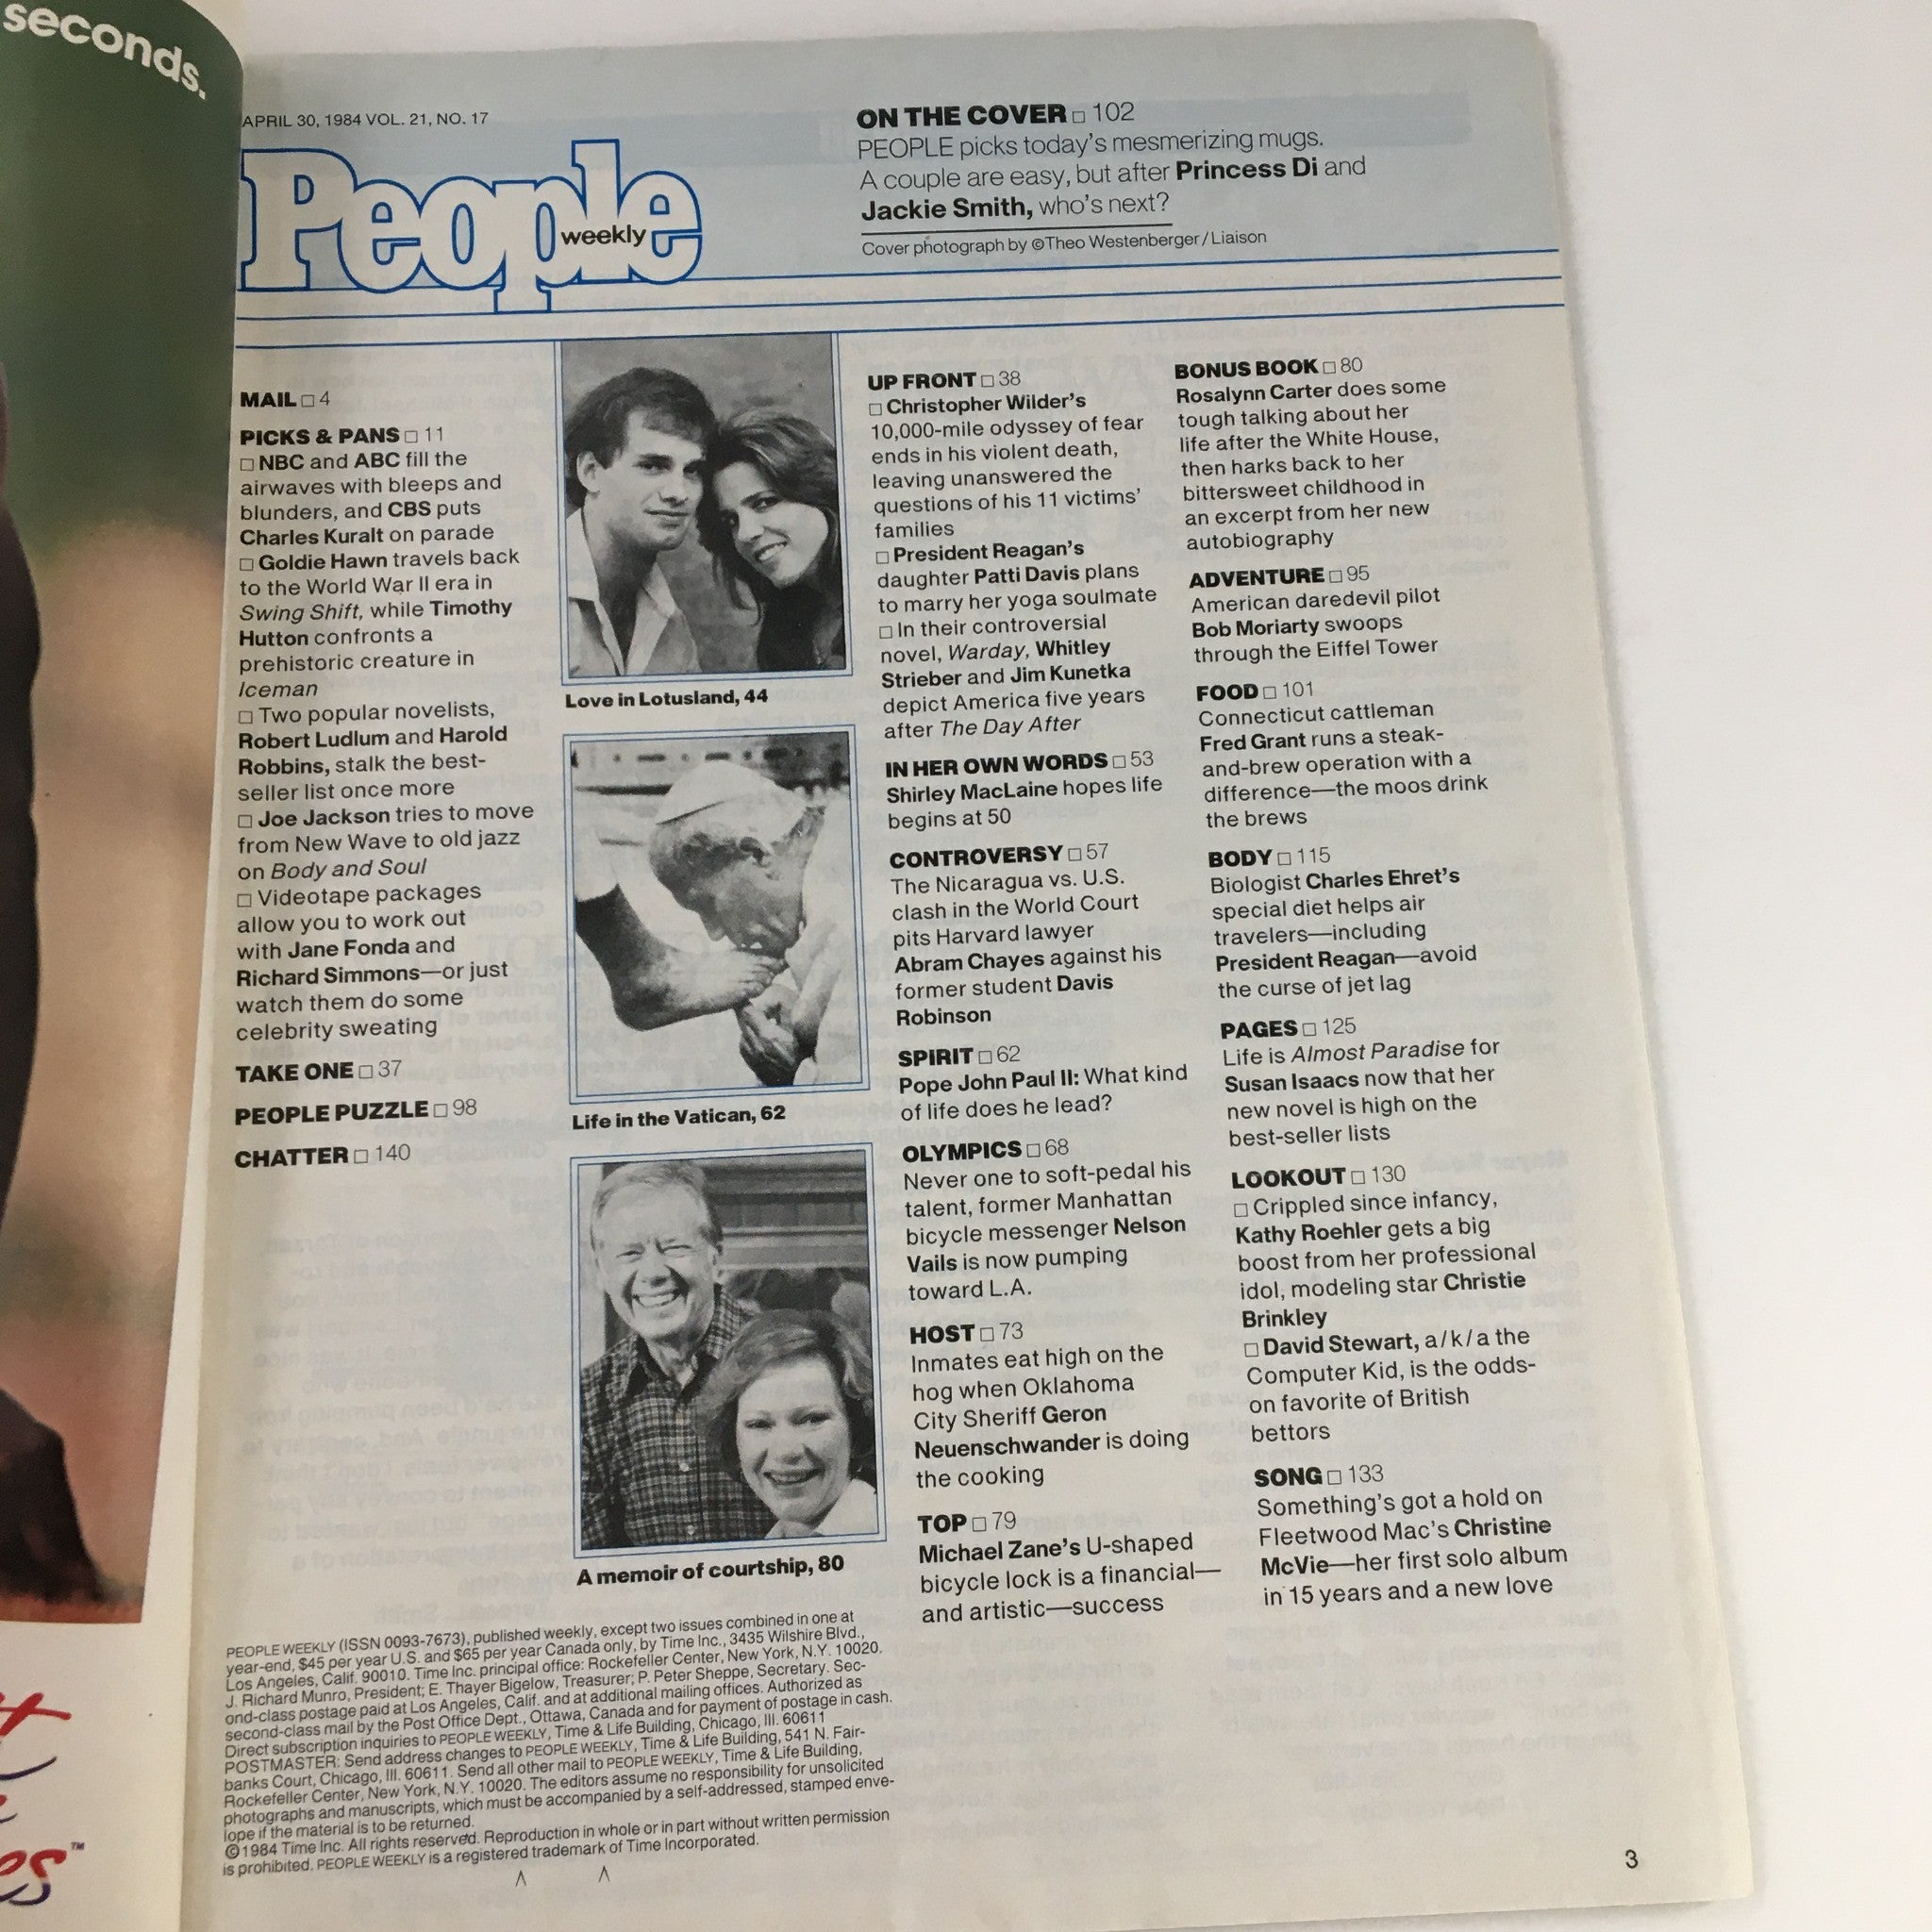 seconds.
APRIL 30, 1984 VOL. 21, NO. 17
People
weekly
ON THE COVER □ 102
PEOPLE picks today's mesmerizing mugs.
A couple are easy, but after Princess Di and
Jackie Smith, who's next?
Cover photograph by ©Theo Westenberger/Liaison
MAIL □ 4
PICKS & PANS □ 11
□ NBC and ABC fill the
airwaves with bleeps and
blunders, and CBS puts
Charles Kuralt on parade
□ Goldie Hawn travels back
to the World War II era in
Swing Shift, while Timothy
Hutton confronts a
prehistoric creature in
Iceman
□ Two popular novelists,
Robert Ludlum and Harold
Robbins, stalk the best-
seller list once more
□ Joe Jackson tries to move
from New Wave to old jazz
on Body and Soul
□ Videotape packages
allow you to work out
with Jane Fonda and
Richard Simmons—or just
watch them do some
celebrity sweating
TAKE ONE □ 37
PEOPLE PUZZLE □ 98
CHATTER □ 140
Love in Lotusland, 44
Life in the Vatican, 62
A memoir of courtship, 80
UP FRONT □ 38
□ Christopher Wilder's
10,000-mile odyssey of fear
ends in his violent death,
leaving unanswered the
questions of his 11 victims'
families
□ President Reagan's
daughter Patti Davis plans
to marry her yoga soulmate
□ In their controversial
novel, Warday, Whitley
Strieber and Jim Kunetka
depict America five years
after The Day After
IN HER OWN WORDS □ 53
Shirley MacLaine hopes life
begins at 50
CONTROVERSY □ 57
The Nicaragua vs. U.S.
clash in the World Court
pits Harvard lawyer
Abram Chayes against his
former student Davis
Robinson
SPIRIT □ 62
Pope John Paul II: What kind
of life does he lead?
OLYMPICS □ 68
Never one to soft-pedal his
talent, former Manhattan
bicycle messenger Nelson
Vails is now pumping
toward L.A.
HOST □ 73
Inmates eat high on the
hog when Oklahoma
City Sheriff Geron
Neuenschwander is doing
the cooking
TOP □ 79
Michael Zane's U-shaped
bicycle lock is a financial—
and artistic—success
BONUS BOOK □ 80
Rosalynn Carter does some
tough talking about her
life after the White House,
then harks back to her
bittersweet childhood in
an excerpt from her new
autobiography
ADVENTURE □ 95
American daredevil pilot
Bob Moriarty swoops
through the Eiffel Tower
FOOD □ 101
Connecticut cattleman
Fred Grant runs a steak-
and-brew operation with a
difference—the moos drink
the brews
BODY □ 115
Biologist Charles Ehret's
special diet helps air
travelers—including
President Reagan—avoid
the curse of jet lag
PAGES □ 125
Life is Almost Paradise for
Susan Isaacs now that her
new novel is high on the
best-seller lists
LOOKOUT □ 130
□ Crippled since infancy,
Kathy Roehler gets a big
boost from her professional
idol, modeling star Christie
Brinkley
□ David Stewart, a/k/a the
Computer Kid, is the odds-
on favorite of British
bettors
SONG □ 133
Something's got a hold on
Fleetwood Mac's Christine
McVie—her first solo album
in 15 years and a new love
PEOPLE WEEKLY (ISSN 0093-7673), published weekly, except two issues combined in one at
year-end, $45 per year U.S. and $65 per year Canada only, by Time Inc., 3435 Wilshire Blvd.,
Los Angeles, Calif. 90010. Time Inc. principal office: Rockefeller Center, New York, N.Y. 10020.
J. Richard Munro, President; E. Thayer Bigelow, Treasurer; P. Peter Sheppe, Secretary. Sec-
ond-class postage paid at Los Angeles, Calif. and at additional mailing offices. Authorized as
second-class mail by the Post Office Dept., Ottawa, Canada and for payment of postage in cash.
Direct subscription inquiries to PEOPLE WEEKLY, Time & Life Building, Chicago, Ill. 60611
POSTMASTER: Send address changes to PEOPLE WEEKLY, Time & Life Building, 541 N. Fair-
banks Court, Chicago, Ill. 60611. Send all other mail to PEOPLE WEEKLY, Time & Life Building,
Rockefeller Center, New York, N.Y. 10020. The editors assume no responsibility for unsolicited
photographs and manuscripts, which must be accompanied by a self-addressed, stamped enve-
lope if the material is to be returned.
©1984 Time Inc. All rights reserved. Reproduction in whole or in part without written permission
is prohibited. PEOPLE WEEKLY is a registered trademark of Time Incorporated.
3